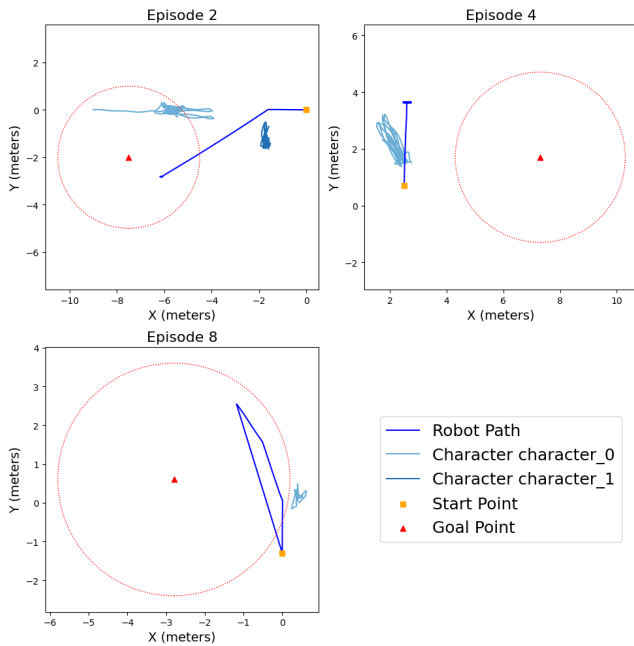 Episode 2
Y (meters)
2
0
−2
−4
−6
−10
−8
−6
−4
−2
0
X (meters)
Episode 4
Y (meters)
6
4
2
0
−2
2
4
6
8
10
X (meters)
Episode 8
Y (meters)
4
3
2
1
0
−1
−2
−6
−5
−4
−3
−2
−1
0
X (meters)
Robot Path
Character character_0
Character character_1
Start Point
Goal Point